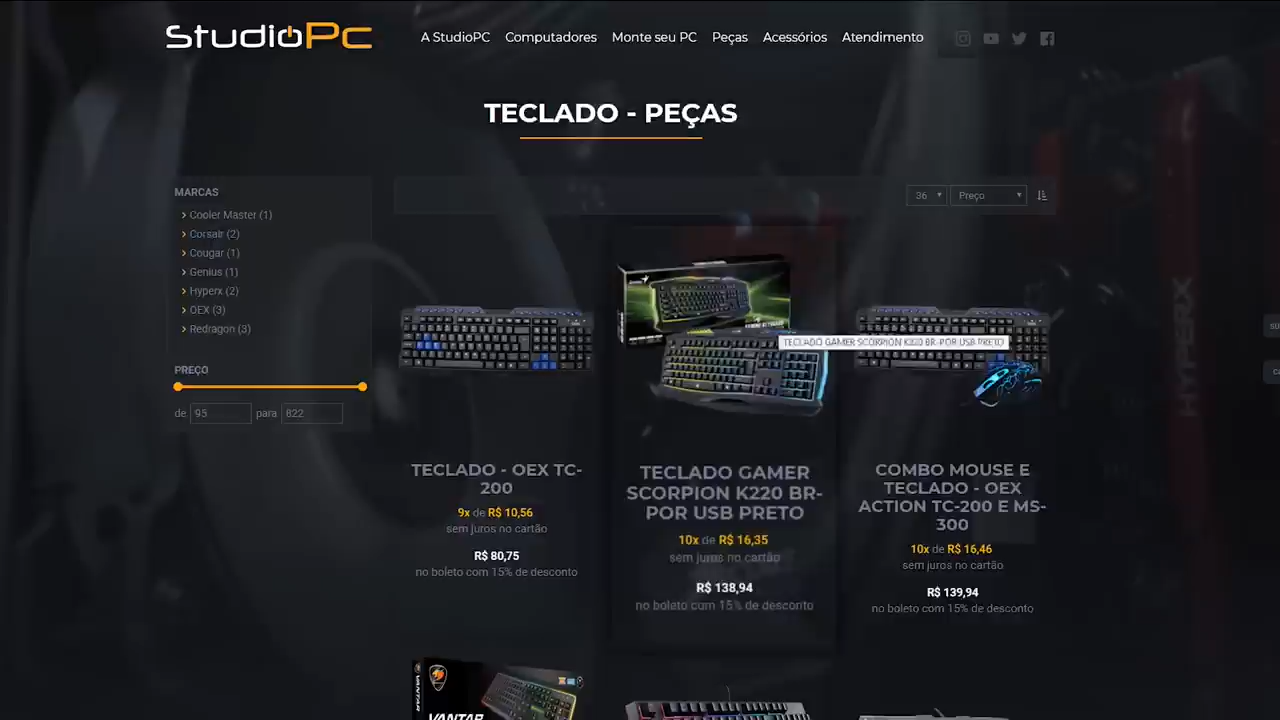 StudioPc
A StudioPC Computadores Monte seu PC Peças Acessórios Atendimento
TECLADO - PEÇAS
MARCAS
Cooler Master (1)
Corsair (2)
Cougar (1)
Genius (1)
Hyperx (2)
OEX (3)
Redragon (3)
PREÇO
de 95 para 822
36 Preço
TECLADO GAMER SCORPION K220 BR-POR USB PRETO
TECLADO - OEX TC-
200
9x de R$ 10,56
sem juros no cartão
R$ 80,75
no boleto com 15% de desconto
TECLADO GAMER
SCORPION K220 BR-
POR USB PRETO
10x de R$ 16,35
sem juros no cartão
R$ 138,94
no boleto com 15% de desconto
COMBO MOUSE E
TECLADO - OEX
ACTION TC-200 E MS-
300
10x de R$ 16,46
sem juros no cartão
R$ 139,94
no boleto com 15% de desconto
VANTAR
VANTAR
HYPERX